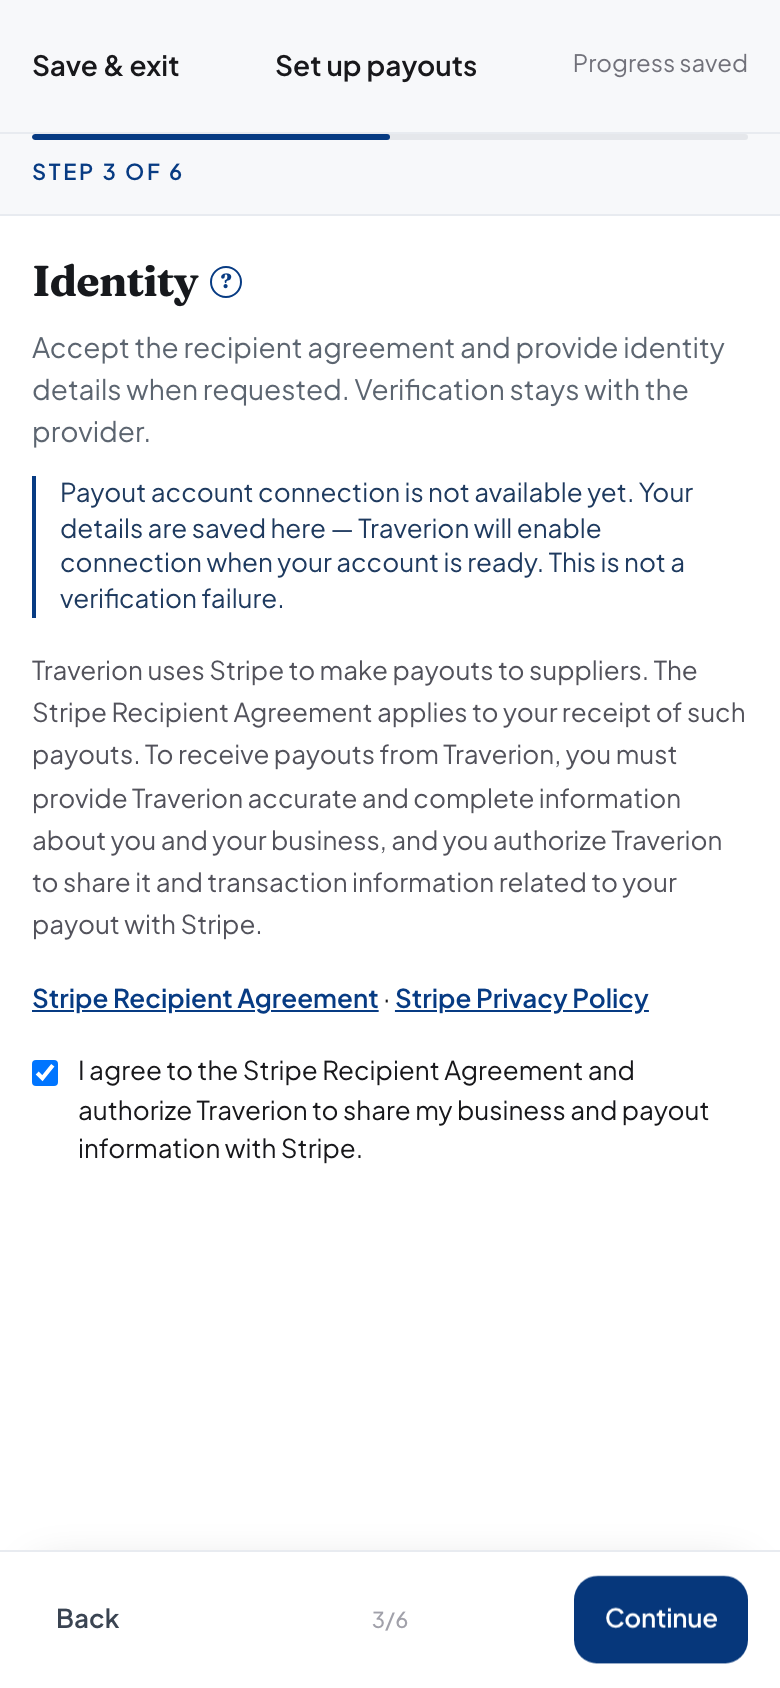 Save & exit
Set up payouts
Progress saved
STEP 3 OF 6
Identity ?
Accept the recipient agreement and provide identity
details when requested. Verification stays with the
provider.
Payout account connection is not available yet. Your
details are saved here — Traverion will enable
connection when your account is ready. This is not a
verification failure.
Traverion uses Stripe to make payouts to suppliers. The
Stripe Recipient Agreement applies to your receipt of such
payouts. To receive payouts from Traverion, you must
provide Traverion accurate and complete information
about you and your business, and you authorize Traverion
to share it and transaction information related to your
payout with Stripe.
Stripe Recipient Agreement · Stripe Privacy Policy
I agree to the Stripe Recipient Agreement and
authorize Traverion to share my business and payout
information with Stripe.
Back
3/6
Continue